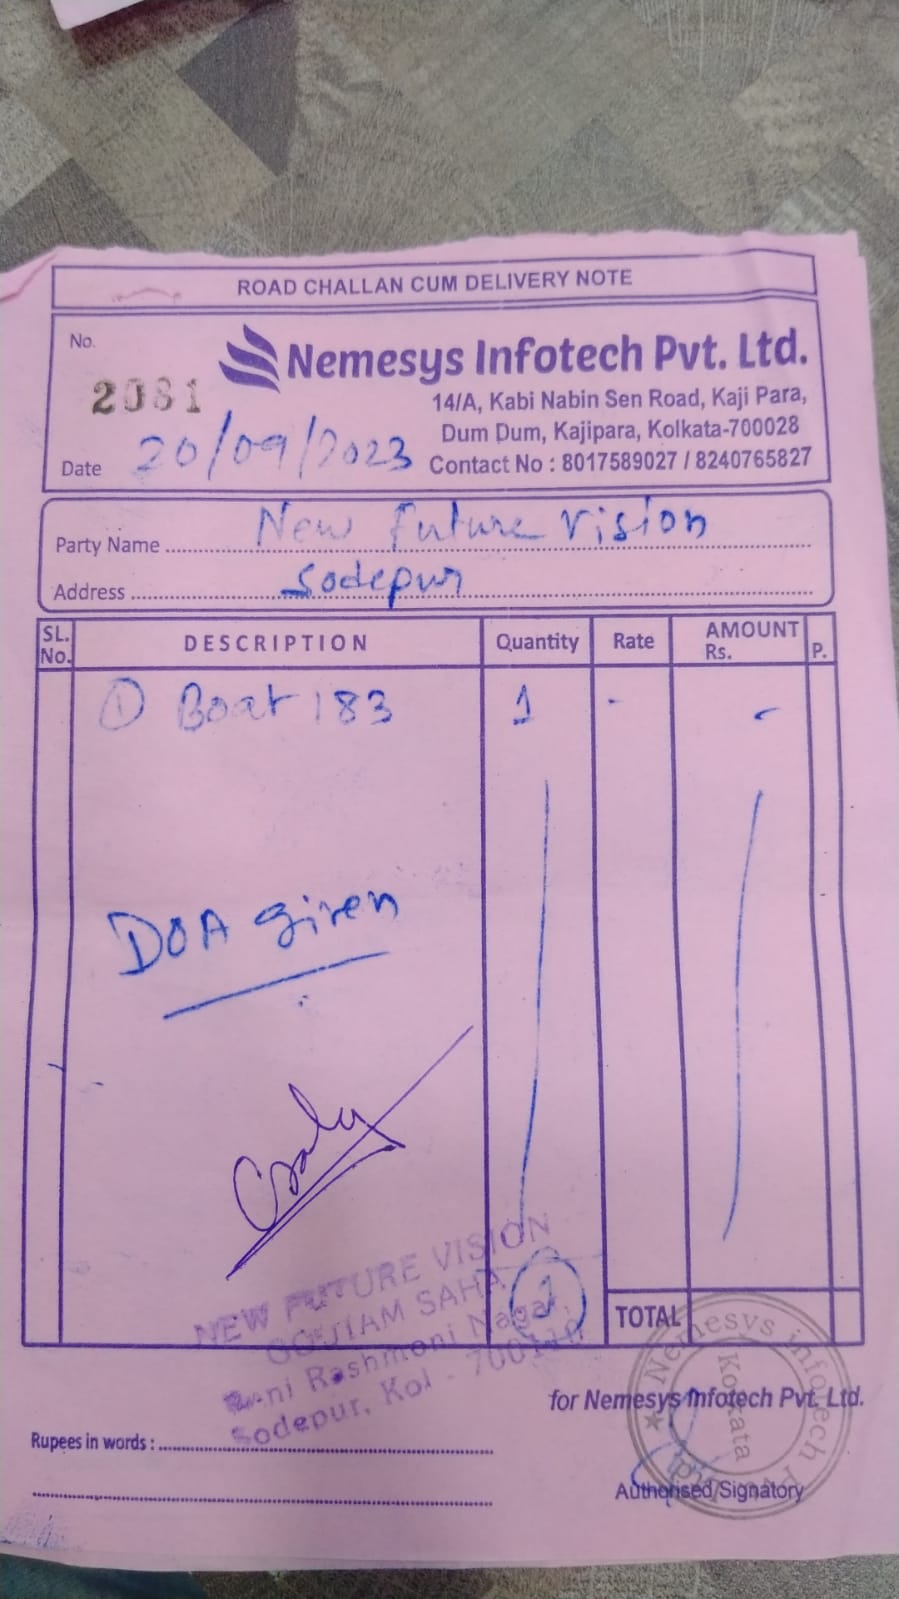 ROAD CHALLAN CUM DELIVERY NOTE
No.
2081
Nemesys Infotech Pvt. Ltd.
14/A, Kabi Nabin Sen Road, Kaji Para,
Dum Dum, Kajipara, Kolkata-700028
Contact No : 8017589027 / 8240765827
Date 20/09/2023
Party Name New Future Vision
Address Sodepur
SL. No. DESCRIPTION Quantity Rate AMOUNT Rs. P.
① Boat 183 1 - -
DOA given
NEW FUTURE VISION
GOUTAM SAHA
Rani Rashmoni Nagar,
Sodepur, Kol - 700110
1
TOTAL
for Nemesys Infotech Pvt. Ltd.
Rupees in words :
Authorised Signatory
Nemesys infotech
Kolkata